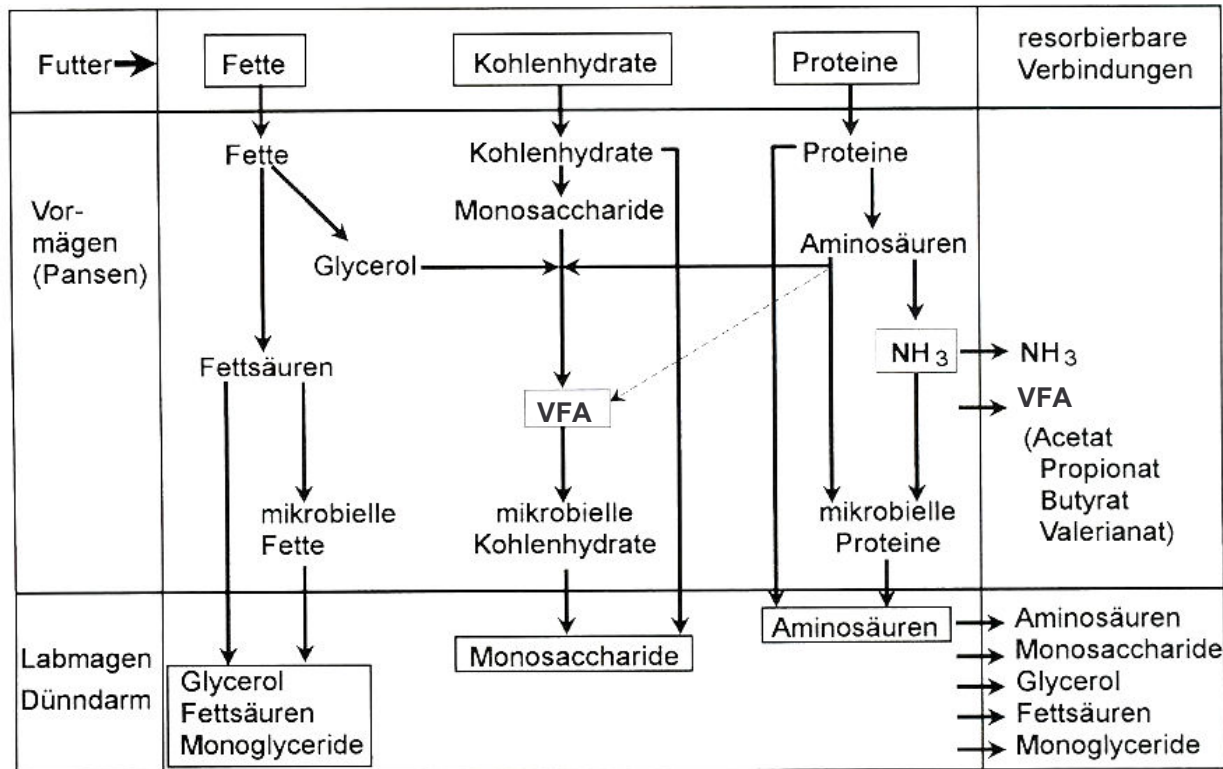 Futter
Fette
Kohlenhydrate
Proteine
resorbierbare
Verbindungen
Vor-
mägen
(Pansen)
Fette
Kohlenhydrate
Proteine
Monosaccharide
Glycerol
Aminosäuren
Fettsäuren
NH3
NH3
VFA
VFA
(Acetat
Propionat
Butyrat
Valerianat)
mikrobielle
Fette
mikrobielle
Kohlenhydrate
mikrobielle
Proteine
Labmagen
Dünndarm
Glycerol
Fettsäuren
Monoglyceride
Monosaccharide
Aminosäuren
Aminosäuren
Monosaccharide
Glycerol
Fettsäuren
Monoglyceride